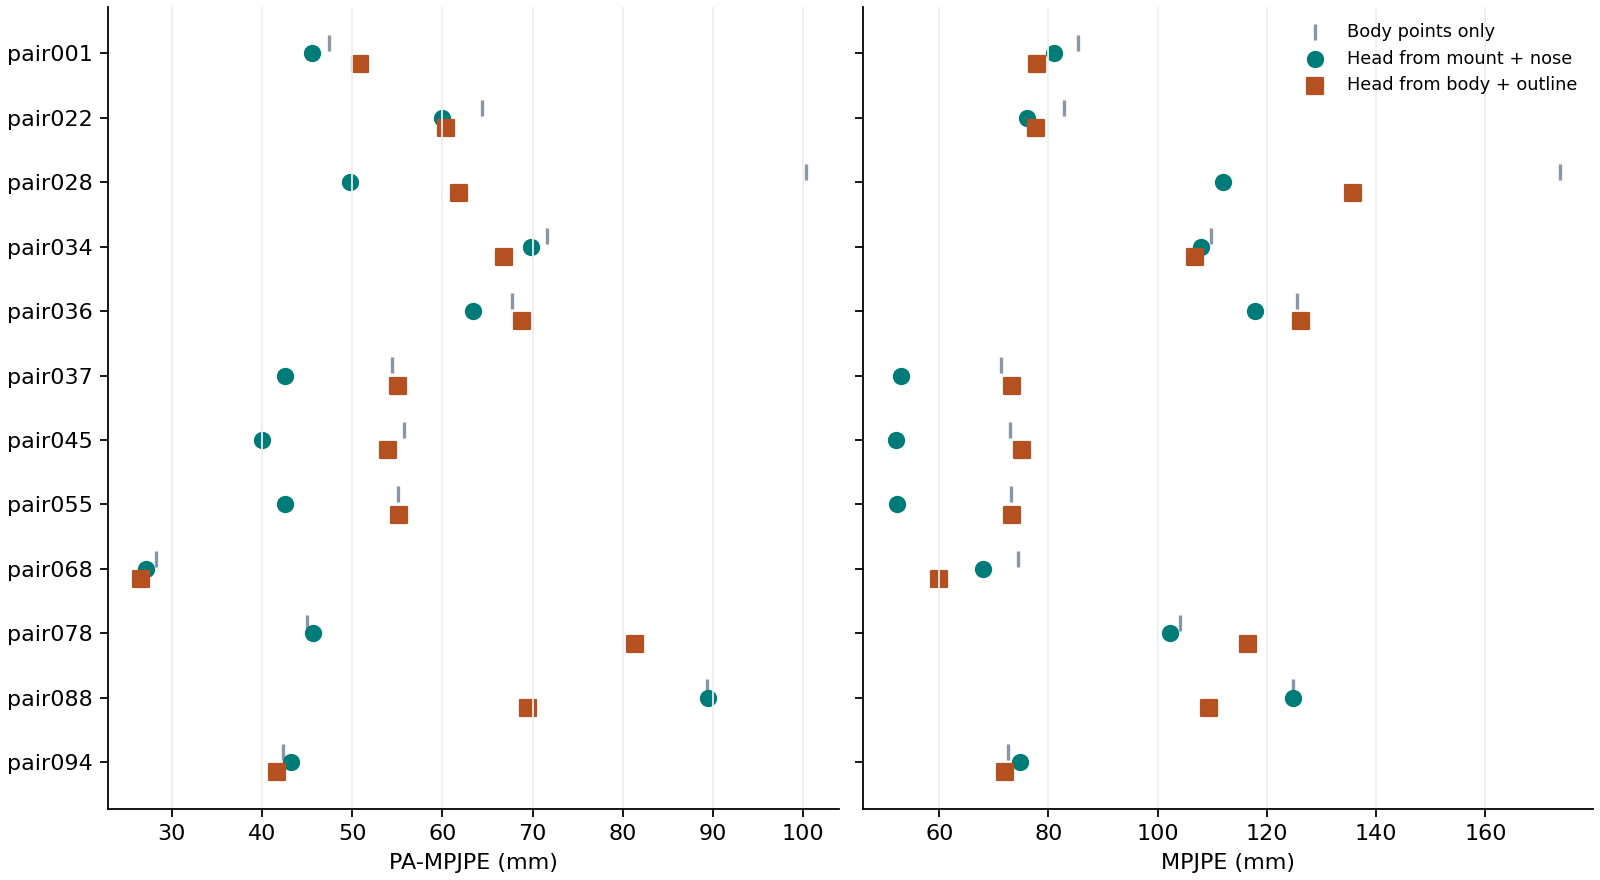 Body points only
Head from mount + nose
Head from body + outline
pair001
pair022
pair028
pair034
pair036
pair037
pair045
pair055
pair068
pair078
pair088
pair094
30 40 50 60 70 80 90 100
PA-MPJPE (mm)
60 80 100 120 140 160
MPJPE (mm)